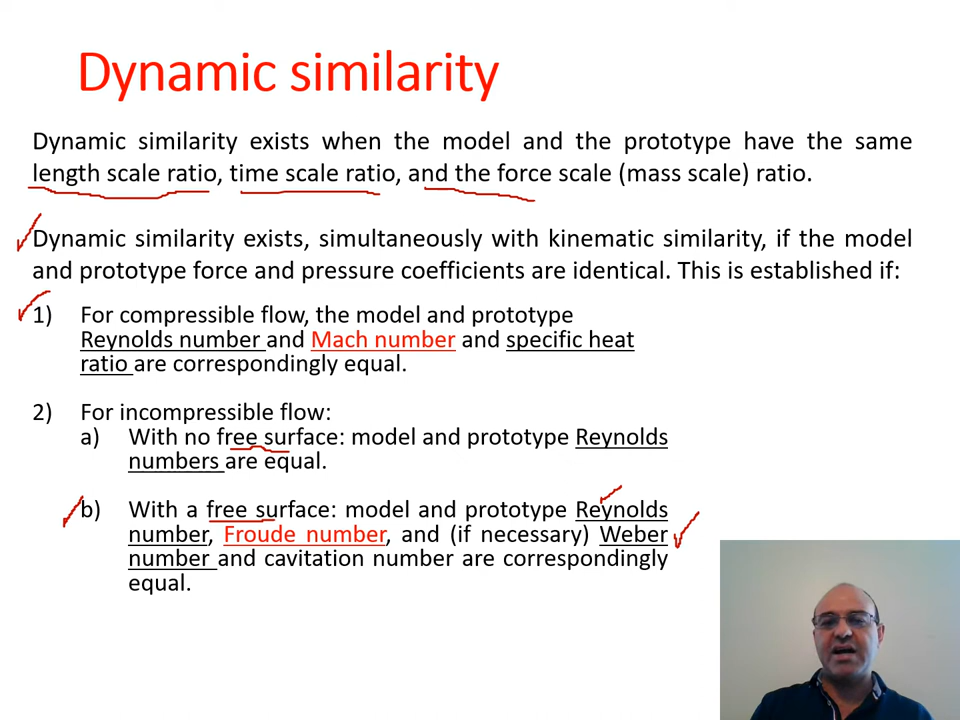 Dynamic similarity
Dynamic similarity exists when the model and the prototype have the same
length scale ratio, time scale ratio, and the force scale (mass scale) ratio.
Dynamic similarity exists, simultaneously with kinematic similarity, if the model
and prototype force and pressure coefficients are identical. This is established if:
1) For compressible flow, the model and prototype
Reynolds number and Mach number and specific heat
ratio are correspondingly equal.
2) For incompressible flow:
a) With no free surface: model and prototype Reynolds
numbers are equal.
b) With a free surface: model and prototype Reynolds
number, Froude number, and (if necessary) Weber
number and cavitation number are correspondingly
equal.